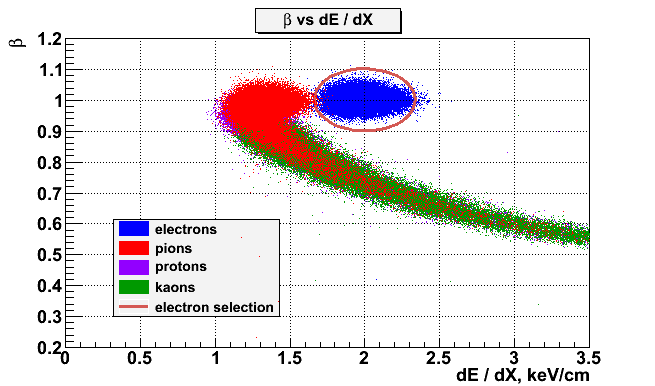 β vs dE / dX
β
1.2
1.1
1
0.9
0.8
0.7
0.6
0.5
0.4
0.3
0.2
electrons
pions
protons
kaons
electron selection
0 0.5 1 1.5 2 2.5 3 3.5
dE / dX, keV/cm